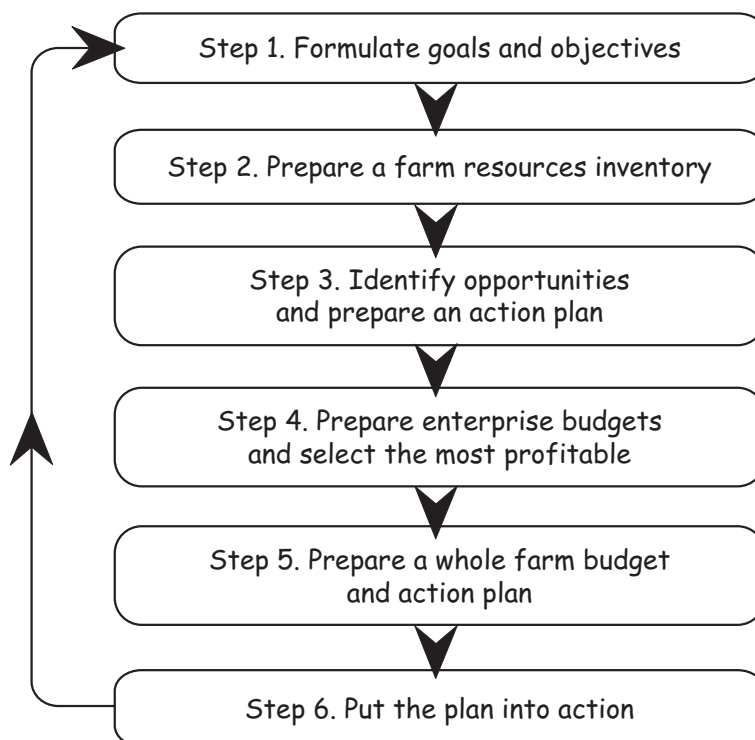 Step 1. Formulate goals and objectives
Step 2. Prepare a farm resources inventory
Step 3. Identify opportunities
and prepare an action plan
Step 4. Prepare enterprise budgets
and select the most profitable
Step 5. Prepare a whole farm budget
and action plan
Step 6. Put the plan into action